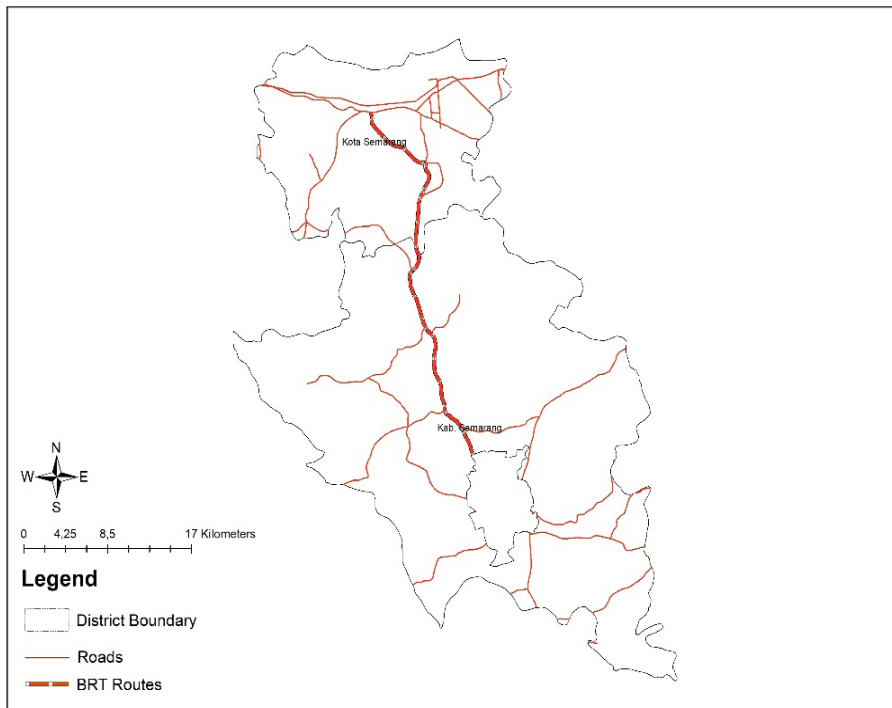 Kota Semarang
Kab. Semarang
N
W E
S
0 4,25 8,5 17 Kilometers
Legend
District Boundary
Roads
BRT Routes